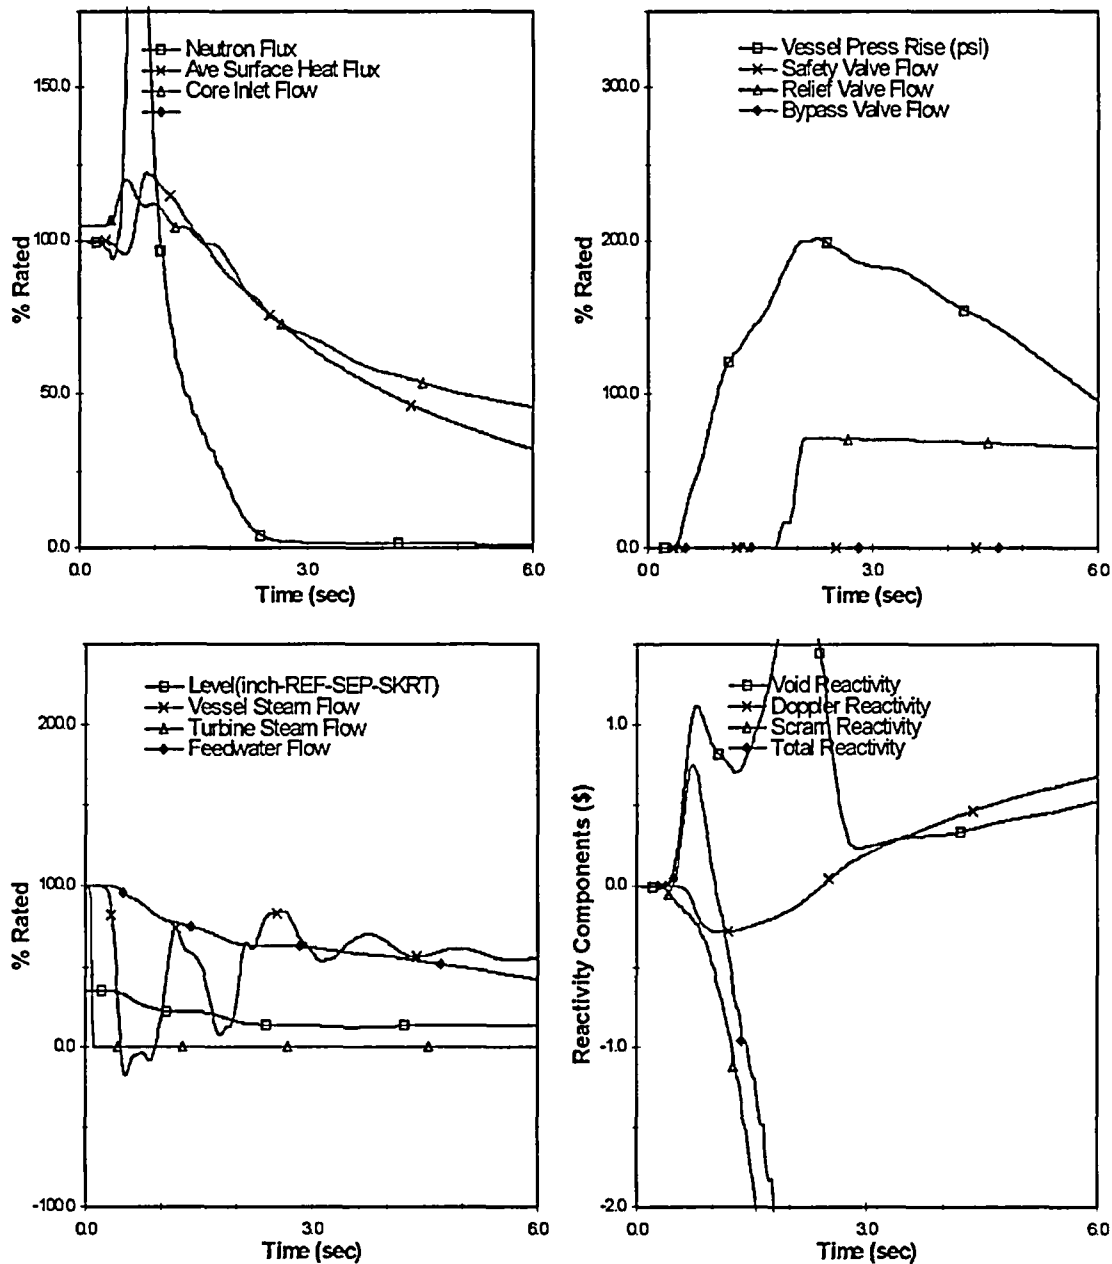 Neutron Flux
Ave Surface Heat Flux
Core Inlet Flow
150.0
100.0
50.0
0.0
% Rated
0.0
3.0
6.0
Time (sec)
Vessel Press Rise (psi)
Safety Valve Flow
Relief Valve Flow
Bypass Valve Flow
300.0
200.0
100.0
0.0
% Rated
0.0
3.0
6.0
Time (sec)
Level(inch-REF-SEP-SKRT)
Vessel Steam Flow
Turbine Steam Flow
Feedwater Flow
200.0
100.0
0.0
-100.0
% Rated
0.0
3.0
6.0
Time (sec)
Void Reactivity
Doppler Reactivity
Scram Reactivity
Total Reactivity
1.0
0.0
-1.0
-2.0
Reactivity Components ($)
0.0
3.0
6.0
Time (sec)